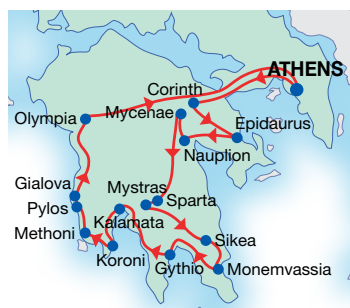 ATHENS
Corinth
Mycenae
Olympia
Epidaurus
Nauplion
Gialova
Mystras
Pylos
Sparta
Kalamata
Methoni
Sikea
Koroni
Gythio
Monemvassia